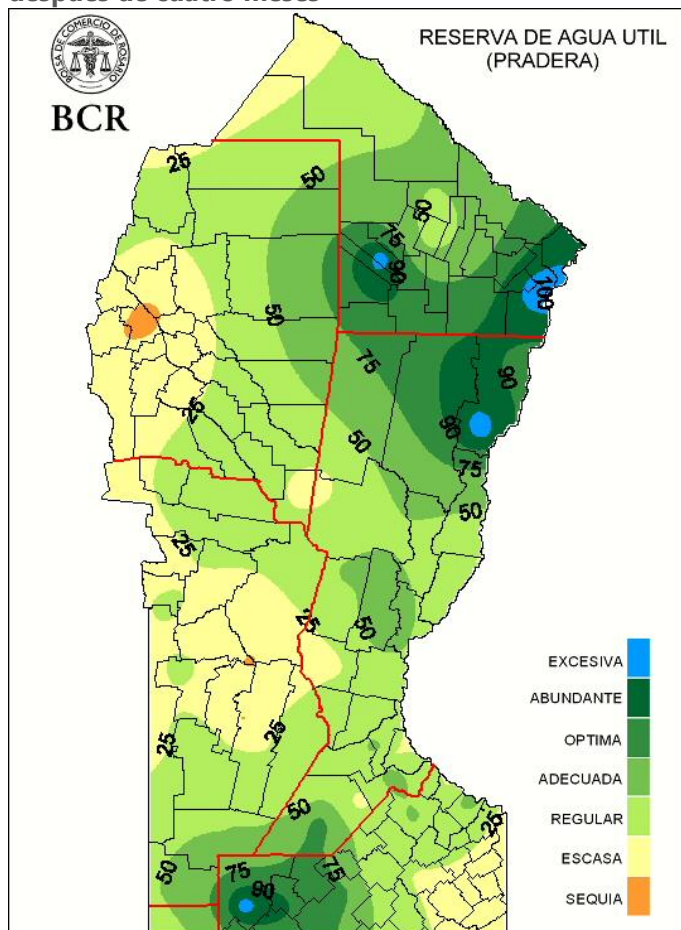 después de cuatro meses
BOLSA DE COMERCIO DE ROSARIO
BCR
RESERVA DE AGUA UTIL
(PRADERA)
25
50
50
75
90
100
50
75
90
25
50
90
75
50
25
25
50
25
25
50
25
50
75
90
75
EXCESIVA
ABUNDANTE
OPTIMA
ADECUADA
REGULAR
ESCASA
SEQUIA